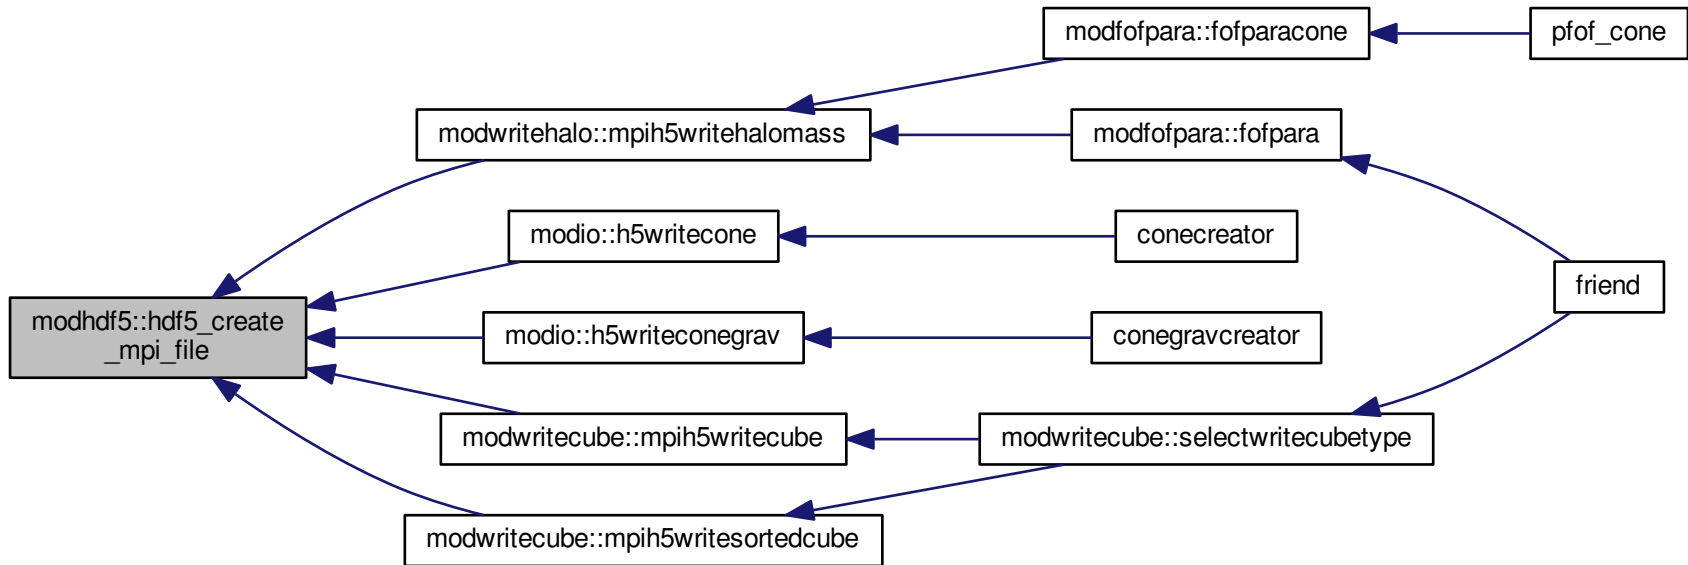 modfofpara::fofparacone
pfof_cone
modwritehalo::mpih5writehalomass
modfofpara::fofpara
modio::h5writecone
conecreator
friend
modhdf5::hdf5_create
_mpi_file
modio::h5writeconegrav
conegravcreator
modwritecube::mpih5writecube
modwritecube::selectwritecubetype
modwritecube::mpih5writesortedcube